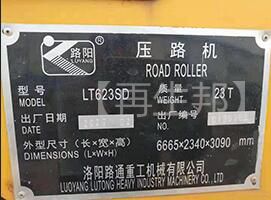 路阳
LUYANG
压路机
ROAD ROLLER
型号
MODEL
LT623SD
质量
WEIGHT
23T
出厂日期
DATE
出厂编号
外型尺寸（长×宽×高）
DIMENSIONS (L×W×H)
6665×2340×3090 mm
洛阳路通重工机械有限公司
LUOYANG LUTONG HEAVY INDUSTRY MACHINERY CO., LTD